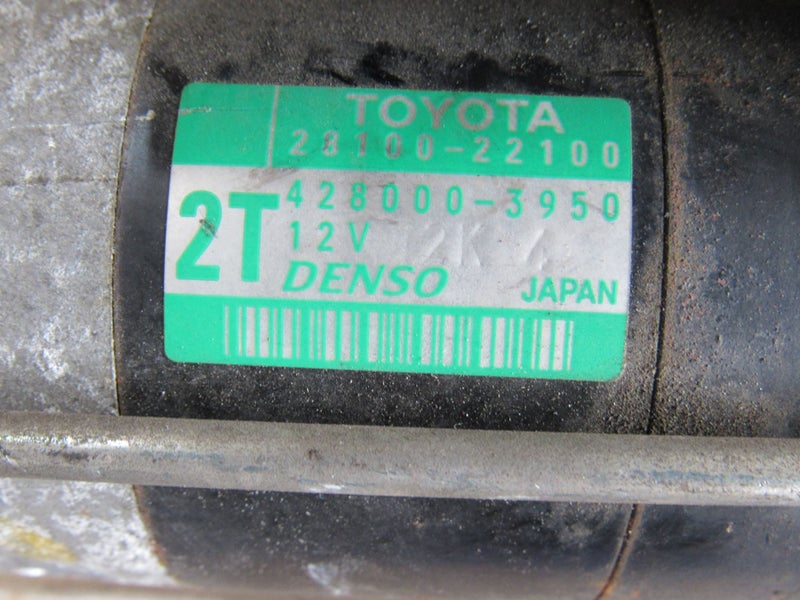 TOYOTA
28100-22100
2T
428000-3950
12V
DENSO
JAPAN